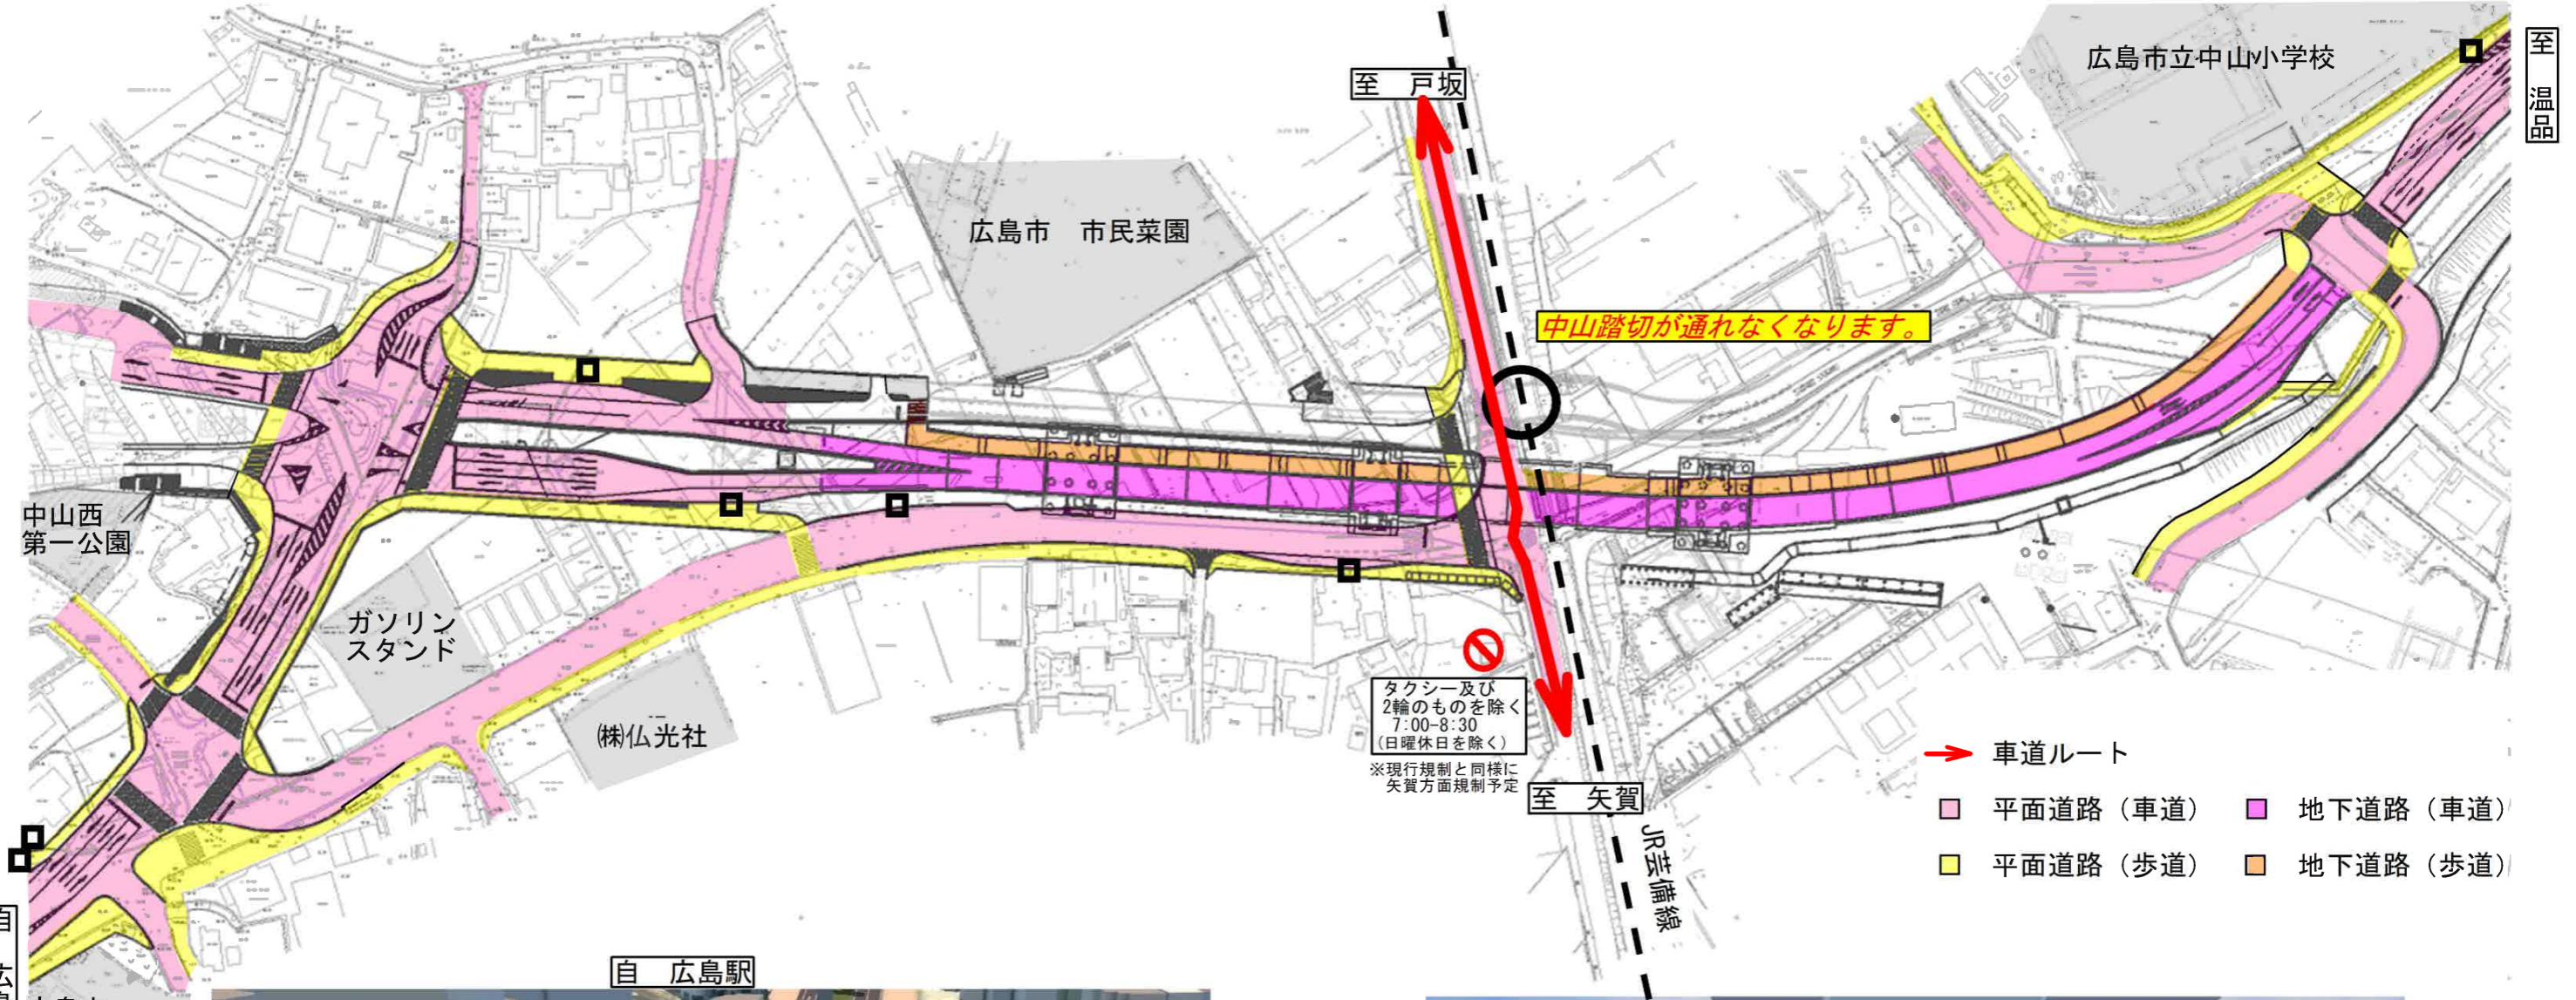 広島市立中山小学校
至 温品
至 戸坂
広島市 市民菜園
中山踏切が通れなくなります。
中山西
第一公園
ガソリン
スタンド
㈱仏光社
タクシー及び
2輪のものを除く
7:00-8:30
(日曜休日を除く)
※現行規制と同様に
矢賀方面規制予定
至 矢賀
JR芸備線
車道ルート
平面道路（車道）
地下道路（車道）
平面道路（歩道）
地下道路（歩道）
自 広島駅